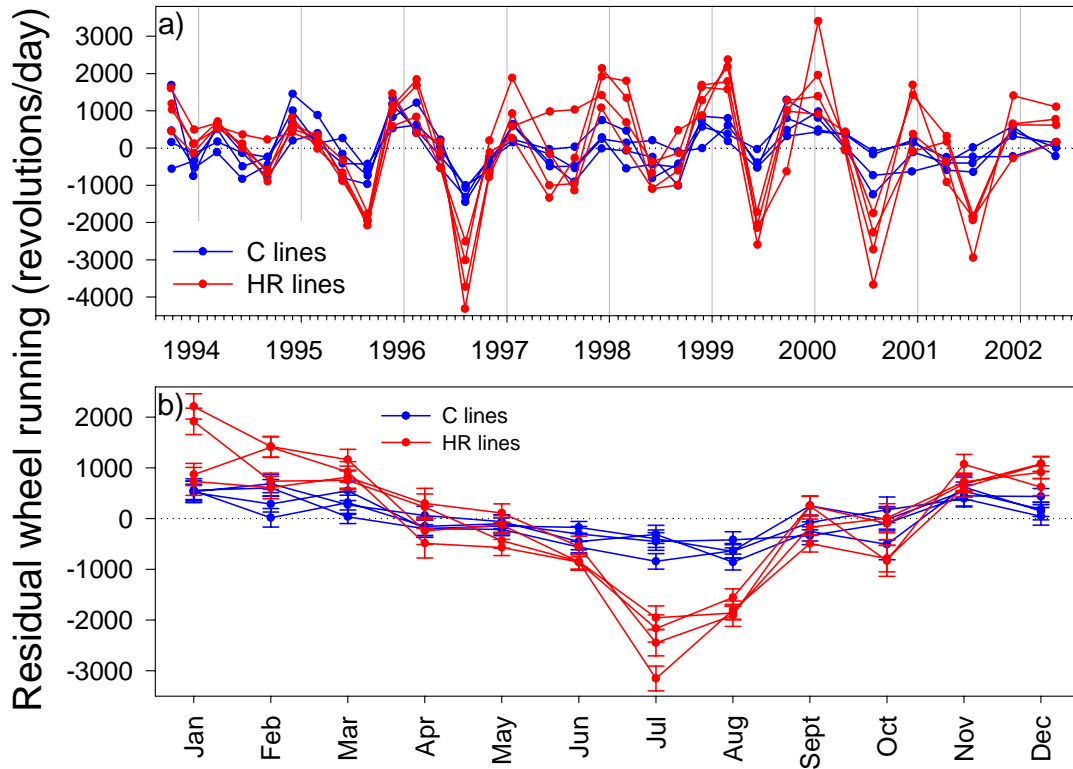 Residual wheel running (revolutions/day)
a)
3000
2000
1000
0
-1000
-2000
-3000
-4000
C lines
HR lines
1994 1995 1996 1997 1998 1999 2000 2001 2002
b)
2000
1000
0
-1000
-2000
-3000
C lines
HR lines
Jan Feb Mar Apr May Jun Jul Aug Sept Oct Nov Dec